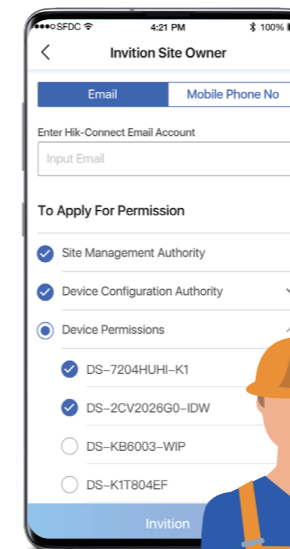 SFDC 4:21 PM 100%
Invition Site Owner
Email Mobile Phone No
Enter Hik-Connect Email Account
Input Email
To Apply For Permission
Site Management Authority
Device Configuration Authority
Device Permissions
DS-7204HUHI-K1
DS-2CV2026G0-IDW
DS-KB6003-WIP
DS-K1T804EF
Invition